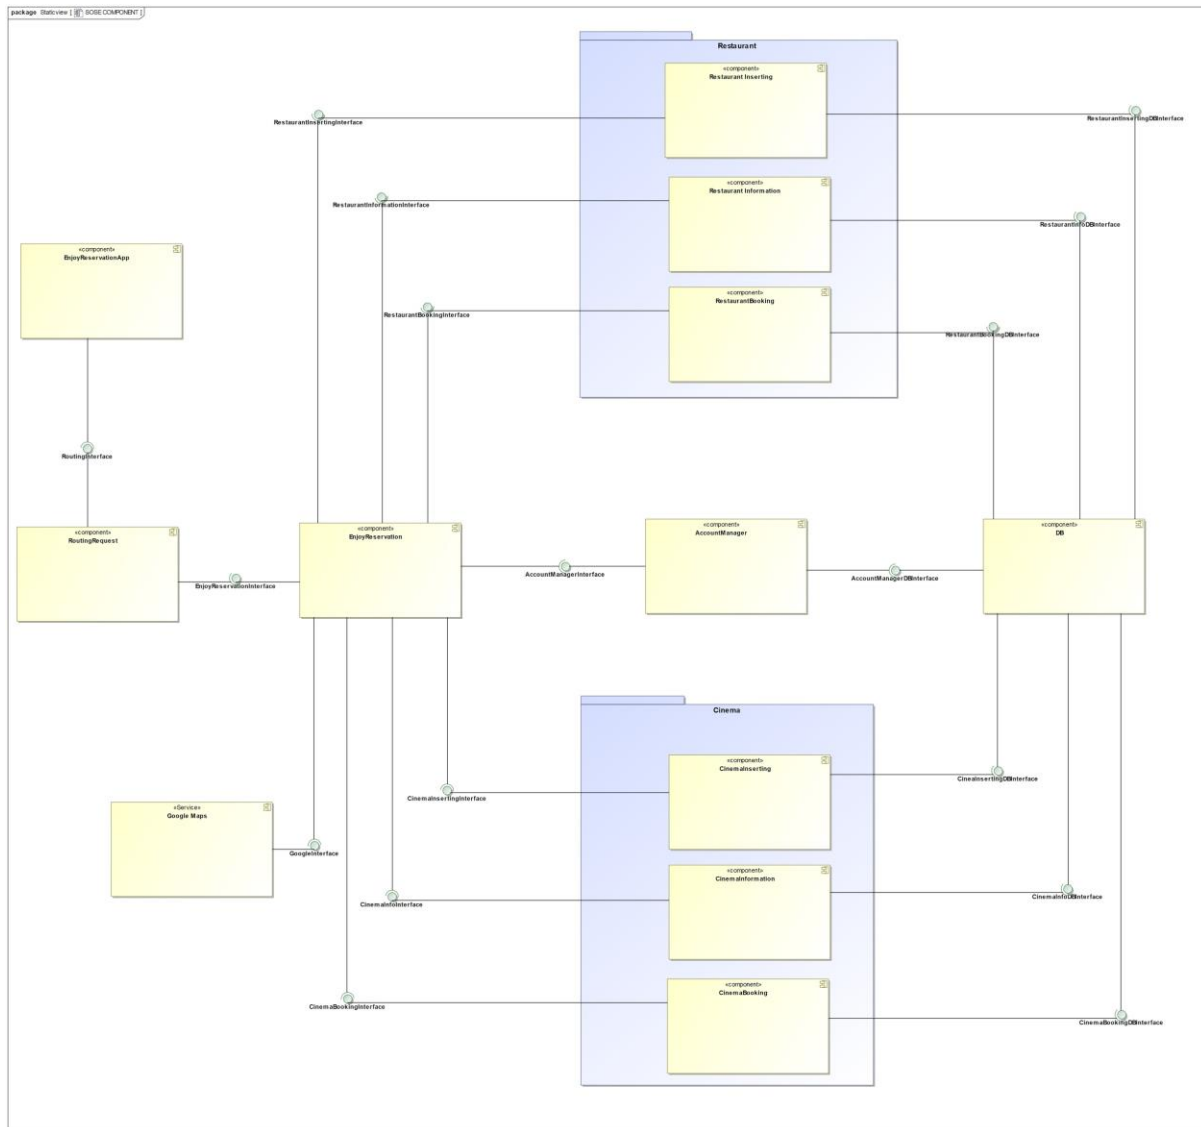 package Staticview [ BOSE COMPONENT ]
Restaurant
«component»
Restaurant Inserting
RestaurantInsertingInterface
RestaurantInsertingDBInterface
«component»
Restaurant Information
RestaurantInformationInterface
RestaurantInfoDBInterface
«component»
EnjoyReservationApp
«component»
RestaurantBooking
RestaurantBookingInterface
RestaurantBookingDBInterface
RoutingInterface
«component»
RoutingRequest
«component»
EnjoyReservation
«component»
AccountManager
«component»
DB
EnjoyReservationInterface
AccountManagerInterface
AccountManagerDBInterface
Cinema
«component»
CinemaInserting
CinemaInsertingInterface
CineaInsertingDBInterface
«Service»
Google Maps
GoogleInterface
«component»
CinemaInformation
CinemaInfoInterface
CinemaInfoDBInterface
«component»
CinemaBooking
CinemaBookingInterface
CinemaBookingDBInterface